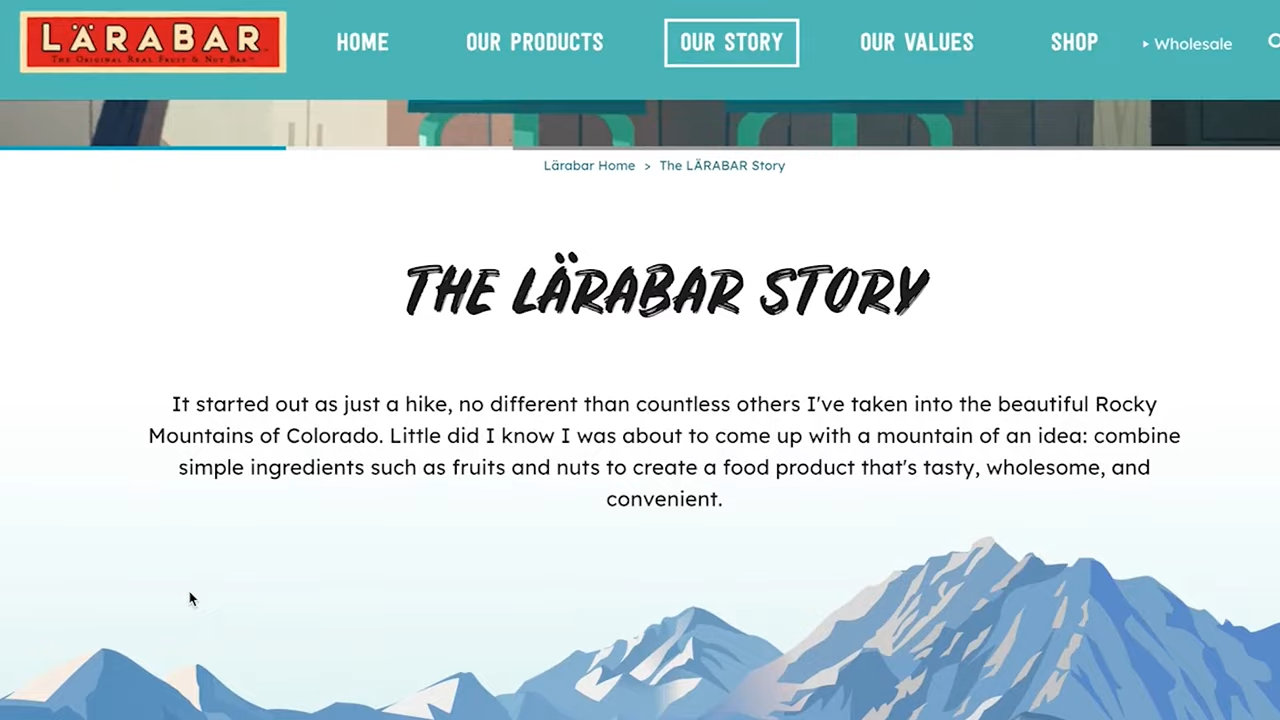 LÄRABAR
The Original Real Fruit & Nut Bar™
HOME
OUR PRODUCTS
OUR STORY
OUR VALUES
SHOP
Wholesale
Lärabar Home > The LÄRABAR Story
THE LÄRABAR STORY
It started out as just a hike, no different than countless others I've taken into the beautiful Rocky
Mountains of Colorado. Little did I know I was about to come up with a mountain of an idea: combine
simple ingredients such as fruits and nuts to create a food product that's tasty, wholesome, and
convenient.